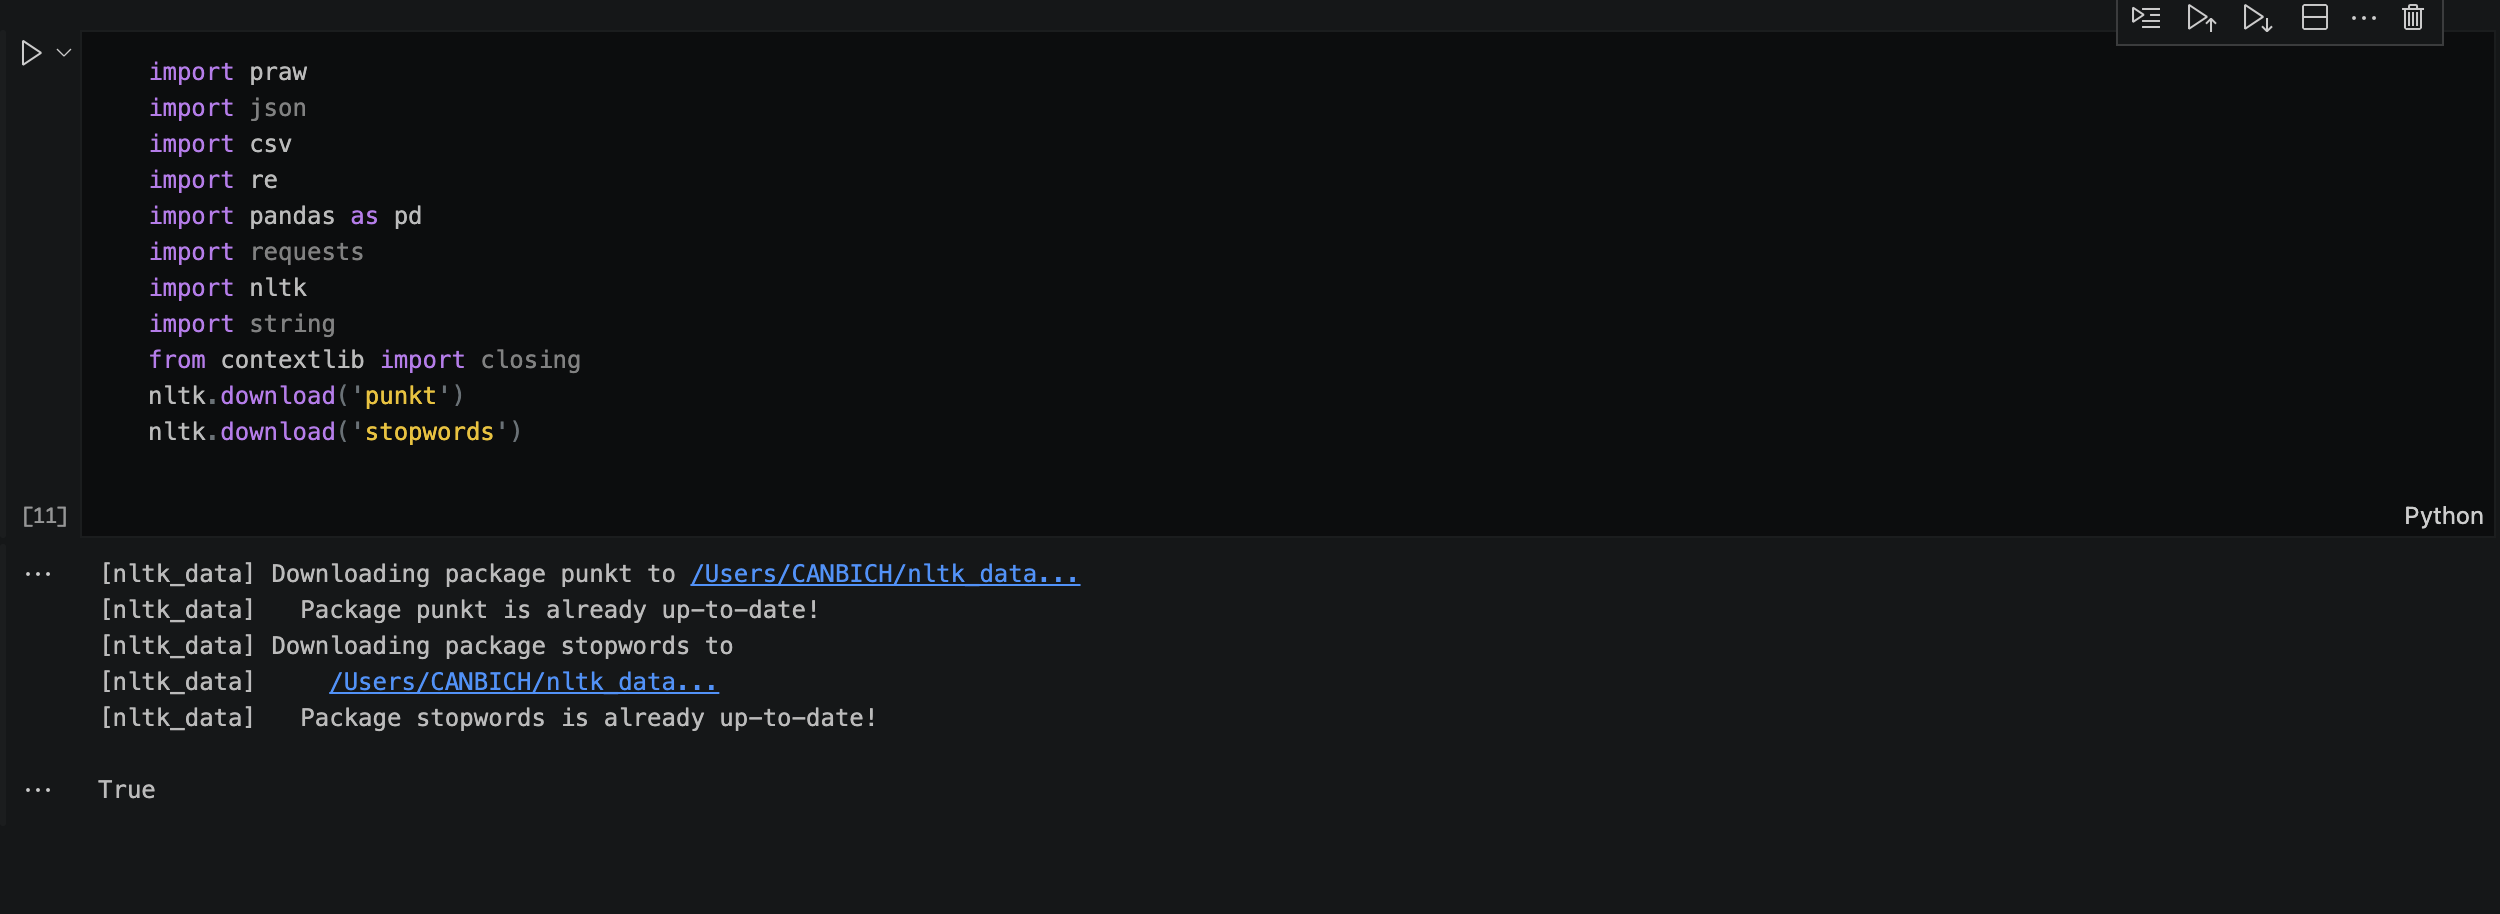 import praw
import json
import csv
import re
import pandas as pd
import requests
import nltk
import string
from contextlib import closing
nltk.download('punkt')
nltk.download('stopwords')
[11]
Python
[nltk_data] Downloading package punkt to /Users/CANBICH/nltk_data...
[nltk_data]   Package punkt is already up-to-date!
[nltk_data] Downloading package stopwords to
[nltk_data]     /Users/CANBICH/nltk_data...
[nltk_data]   Package stopwords is already up-to-date!
True